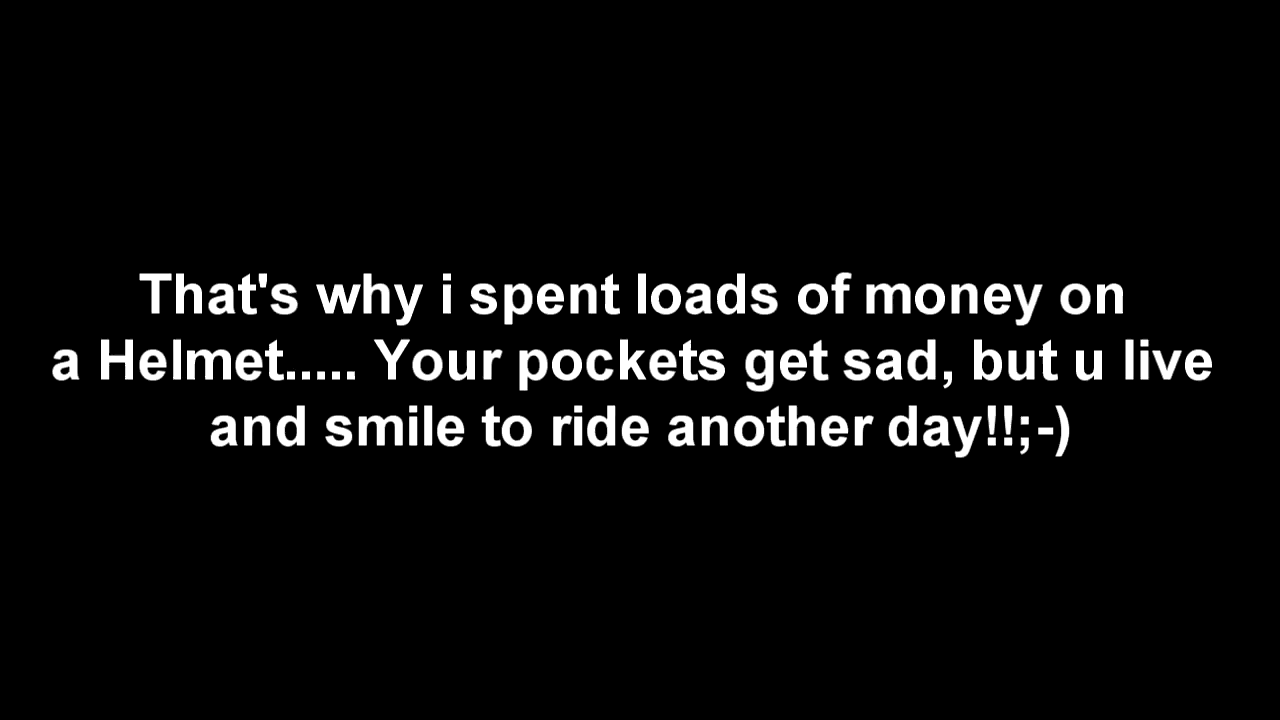 That's why i spent loads of money on
a Helmet..... Your pockets get sad, but u live
and smile to ride another day!!;-)